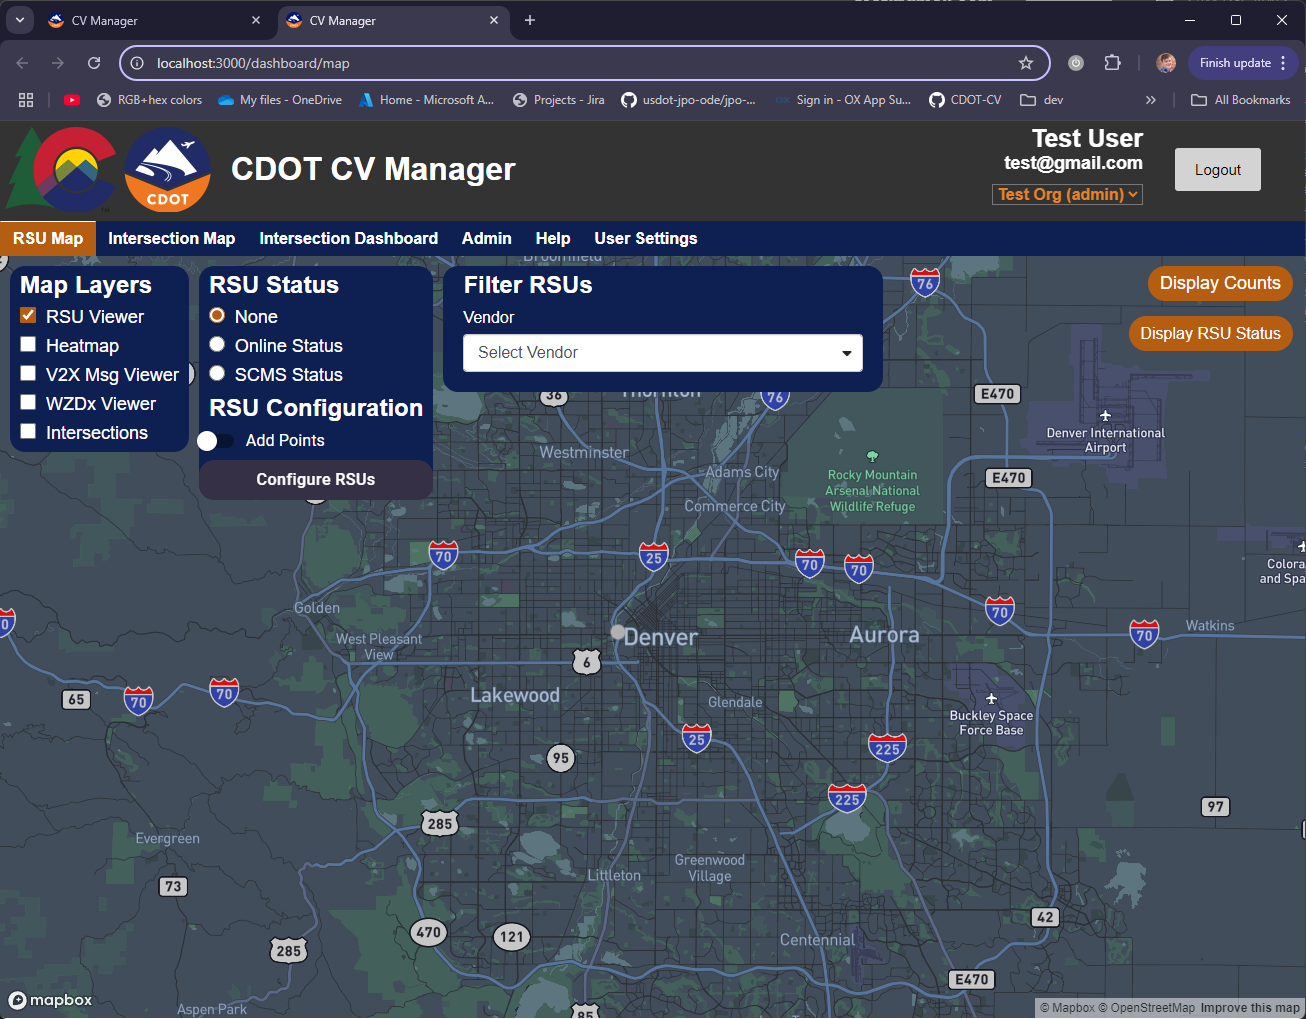 CV Manager
CV Manager
localhost:3000/dashboard/map
Finish update
RGB+hex colors
My files - OneDrive
Home - Microsoft A...
Projects - Jira
usdot-jpo-ode/jpo-...
Sign in - OX App Su...
CDOT-CV
dev
All Bookmarks
CDOT
CDOT CV Manager
Test User
test@gmail.com
Test Org (admin)
Logout
RSU Map
Intersection Map
Intersection Dashboard
Admin
Help
User Settings
Map Layers
RSU Viewer
Heatmap
V2X Msg Viewer
WZDx Viewer
Intersections
RSU Status
None
Online Status
SCMS Status
RSU Configuration
Add Points
Configure RSUs
Filter RSUs
Vendor
Select Vendor
Display Counts
Display RSU Status
Broomfield
76
36
Thornton
76
E470
Denver International
Airport
Westminster
Adams City
Rocky Mountain
Arsenal National
Wildlife Refuge
E470
Commerce City
70
25
70
70
Colora
and Spa
Golden
70
0
Denver
Aurora
70
Watkins
West Pleasant
View
6
65
70
70
Lakewood
Glendale
Buckley Space
Force Base
25
225
95
225
97
285
Evergreen
Greenwood
Village
Littleton
73
42
470
121
Centennial
285
E470
Aspen Park
85
mapbox
© Mapbox © OpenStreetMap Improve this map